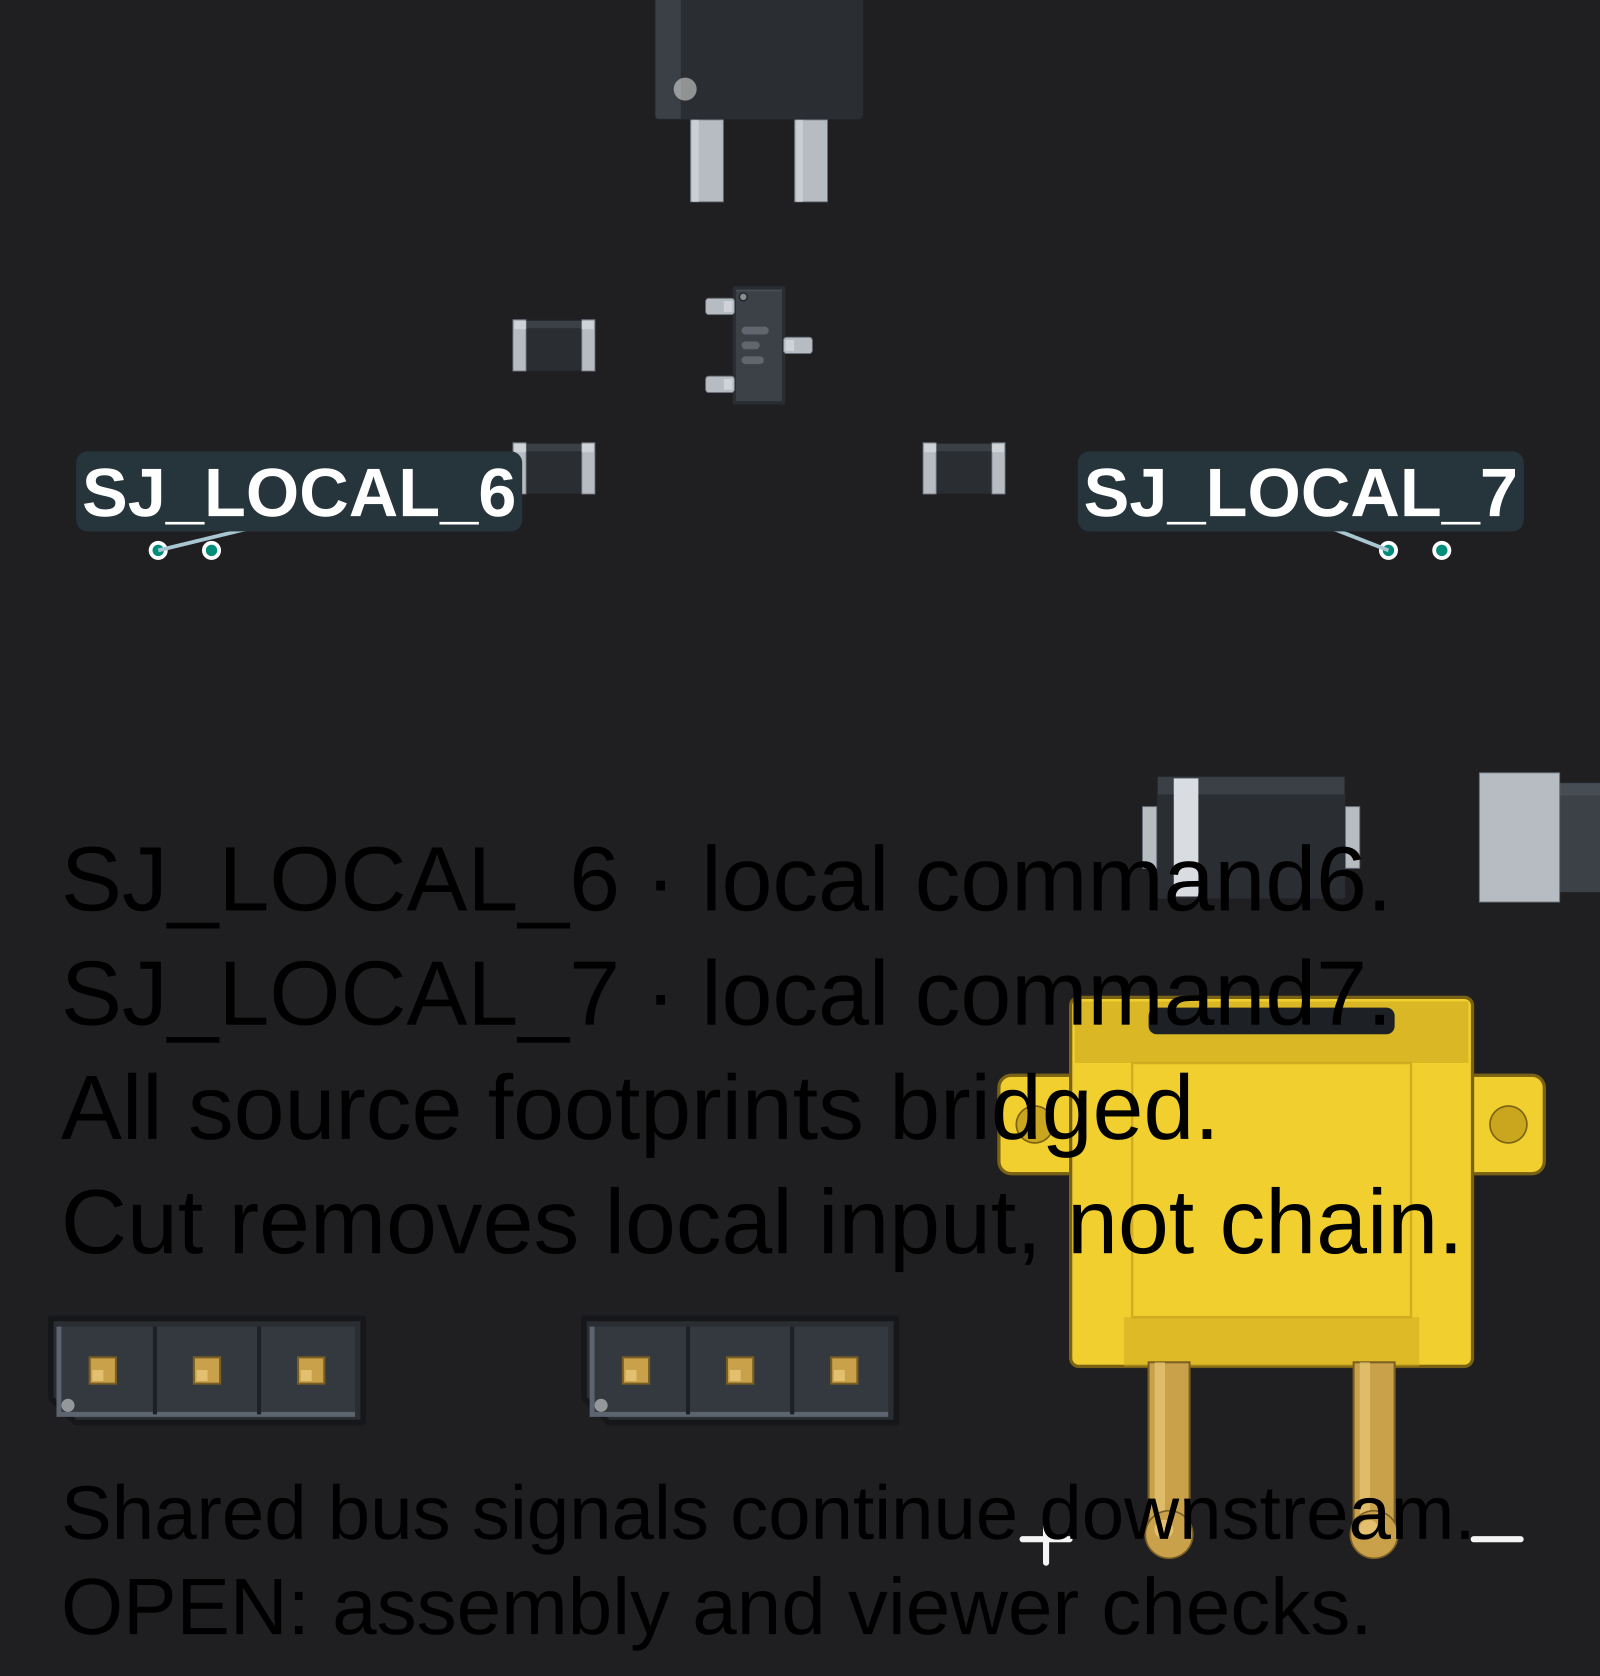 SJ_LOCAL_6
SJ_LOCAL_7
SJ_LOCAL_6 · local command6.
SJ_LOCAL_7 · local command7.
All source footprints bridged.
Cut removes local input, not chain.
Shared bus signals continue downstream.
OPEN: assembly and viewer checks.